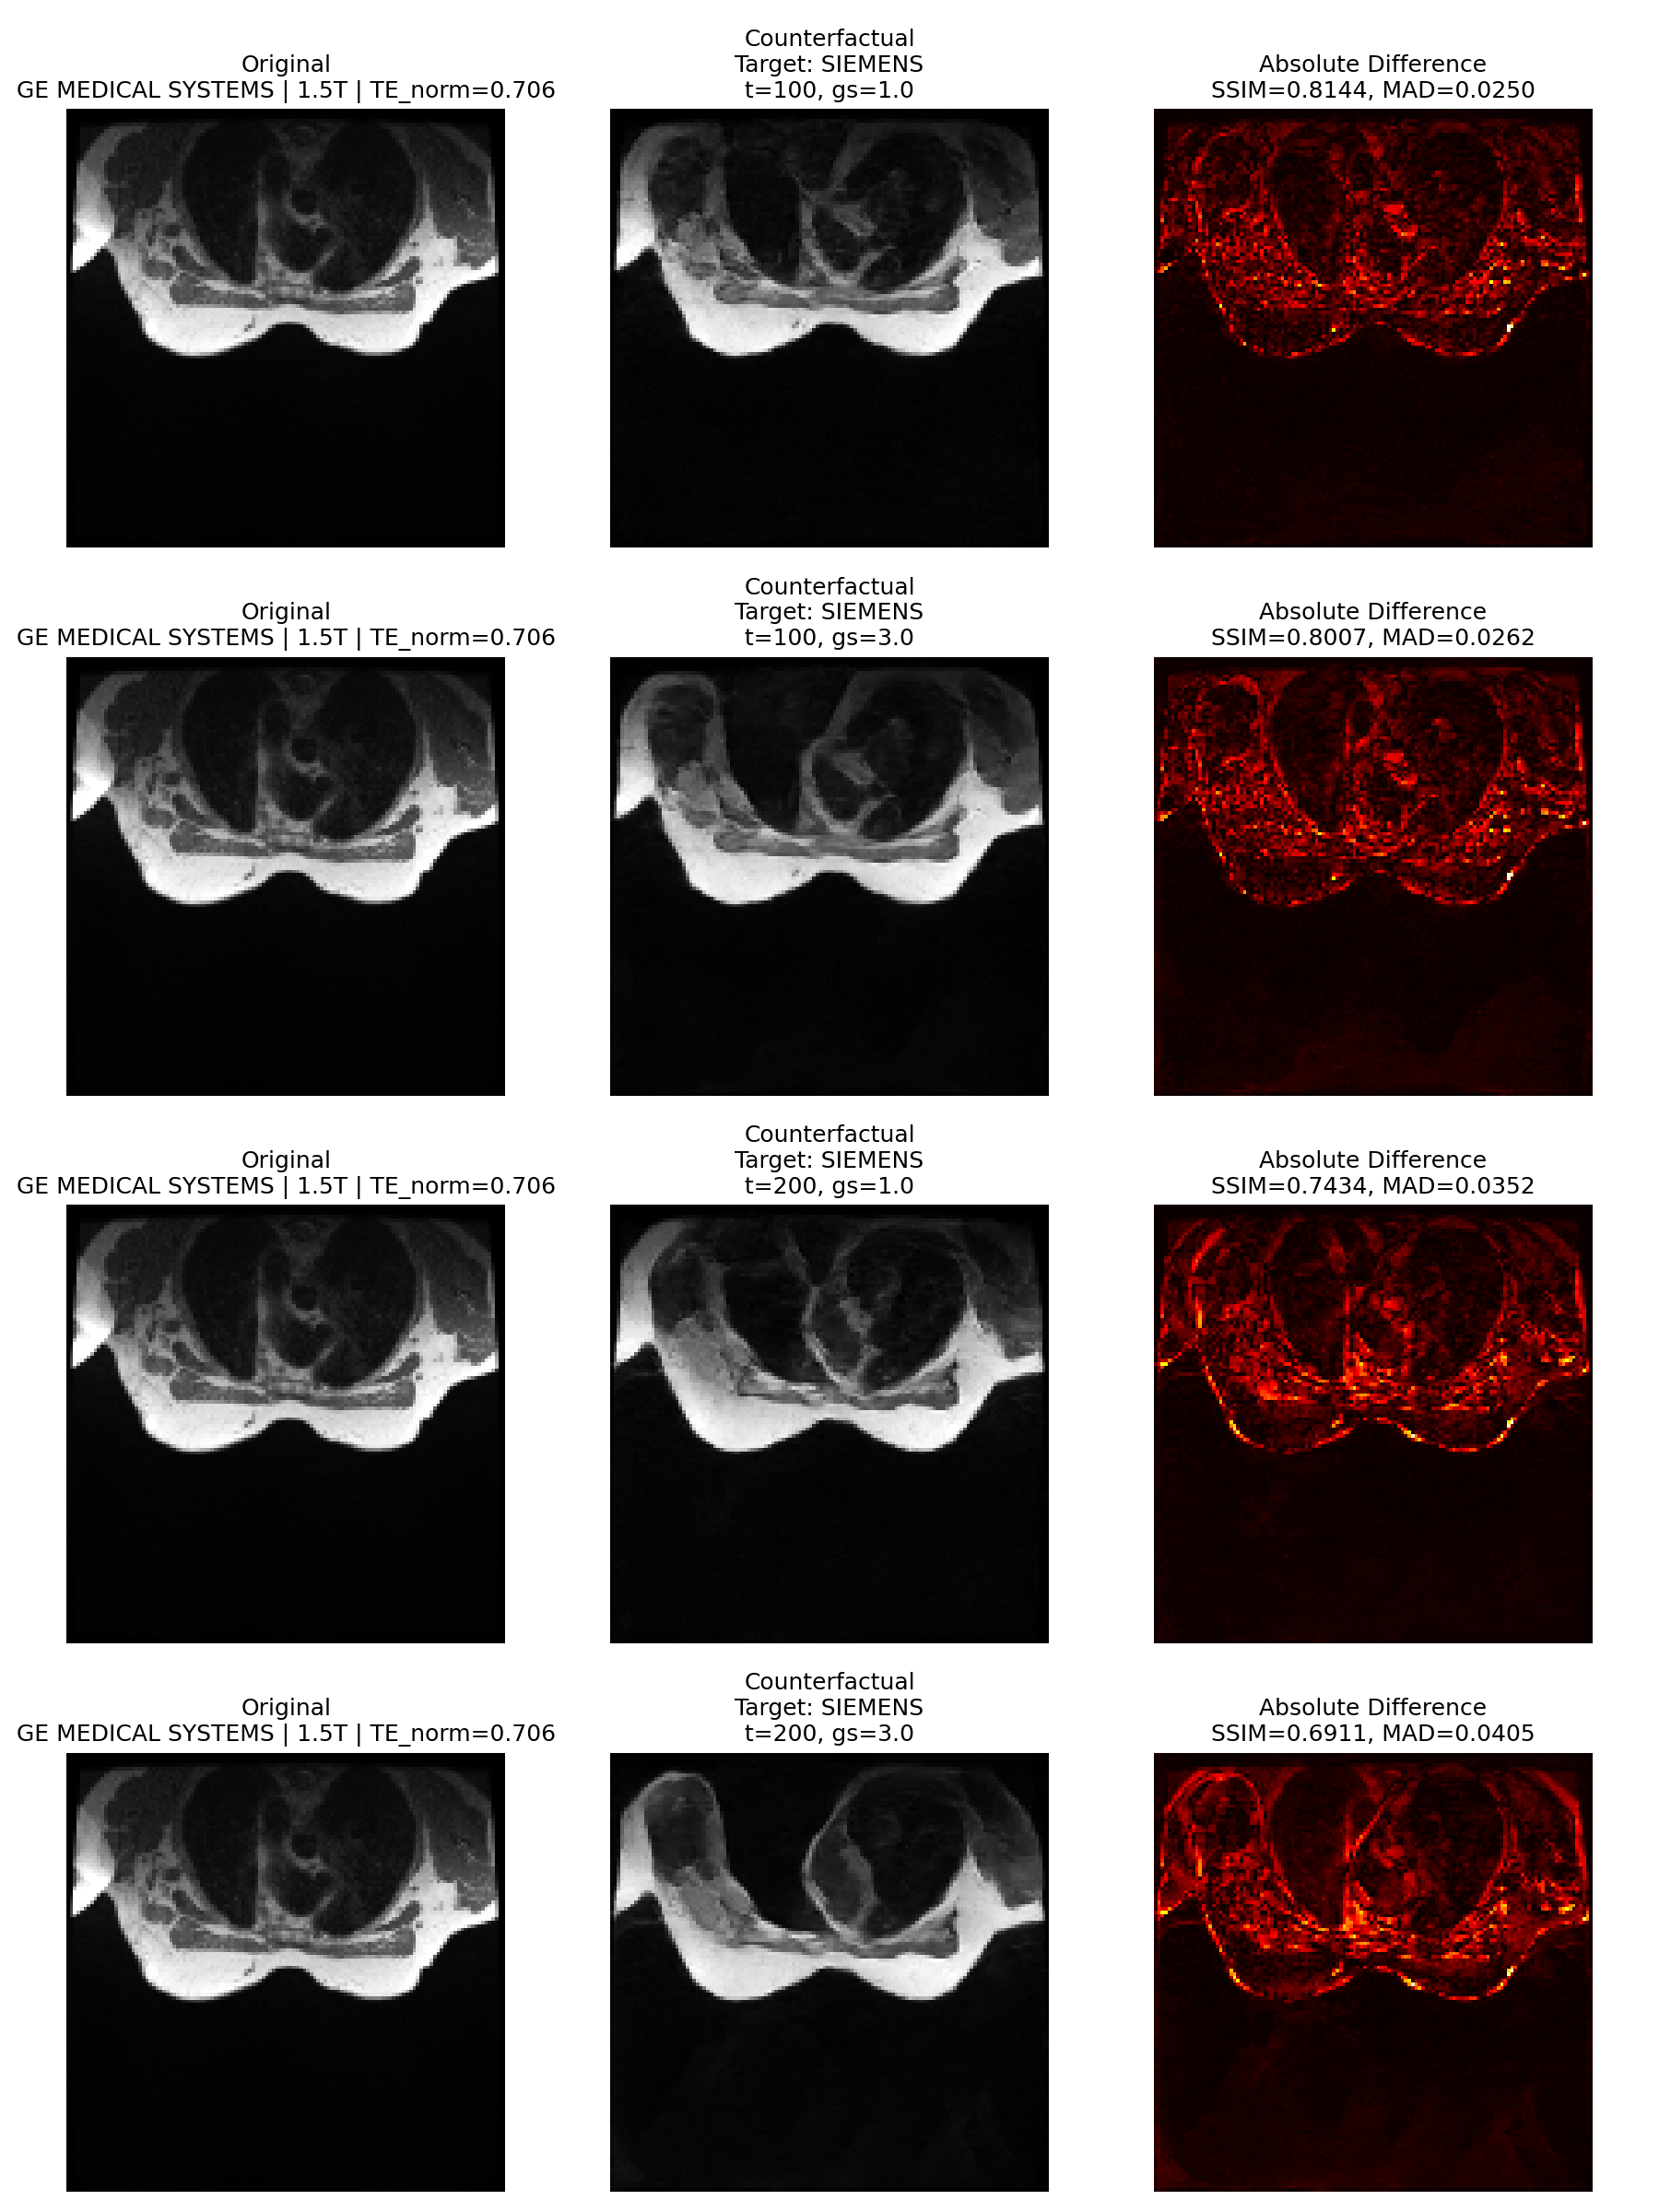 Original
GE MEDICAL SYSTEMS | 1.5T | TE_norm=0.706
Counterfactual
Target: SIEMENS
t=100, gs=1.0
Absolute Difference
SSIM=0.8144, MAD=0.0250
Original
GE MEDICAL SYSTEMS | 1.5T | TE_norm=0.706
Counterfactual
Target: SIEMENS
t=100, gs=3.0
Absolute Difference
SSIM=0.8007, MAD=0.0262
Original
GE MEDICAL SYSTEMS | 1.5T | TE_norm=0.706
Counterfactual
Target: SIEMENS
t=200, gs=1.0
Absolute Difference
SSIM=0.7434, MAD=0.0352
Original
GE MEDICAL SYSTEMS | 1.5T | TE_norm=0.706
Counterfactual
Target: SIEMENS
t=200, gs=3.0
Absolute Difference
SSIM=0.6911, MAD=0.0405